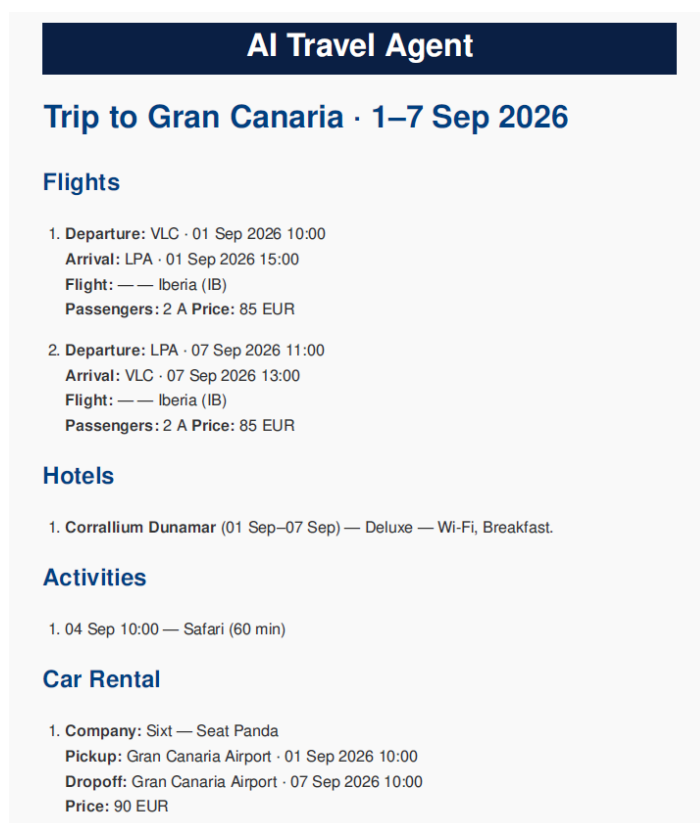 AI Travel Agent
Trip to Gran Canaria · 1–7 Sep 2026
Flights
1. Departure: VLC · 01 Sep 2026 10:00
Arrival: LPA · 01 Sep 2026 15:00
Flight: — — Iberia (IB)
Passengers: 2 A Price: 85 EUR
2. Departure: LPA · 07 Sep 2026 11:00
Arrival: VLC · 07 Sep 2026 13:00
Flight: — — Iberia (IB)
Passengers: 2 A Price: 85 EUR
Hotels
1. Corrallium Dunamar (01 Sep–07 Sep) — Deluxe — Wi-Fi, Breakfast.
Activities
1. 04 Sep 10:00 — Safari (60 min)
Car Rental
1. Company: Sixt — Seat Panda
Pickup: Gran Canaria Airport · 01 Sep 2026 10:00
Dropoff: Gran Canaria Airport · 07 Sep 2026 10:00
Price: 90 EUR